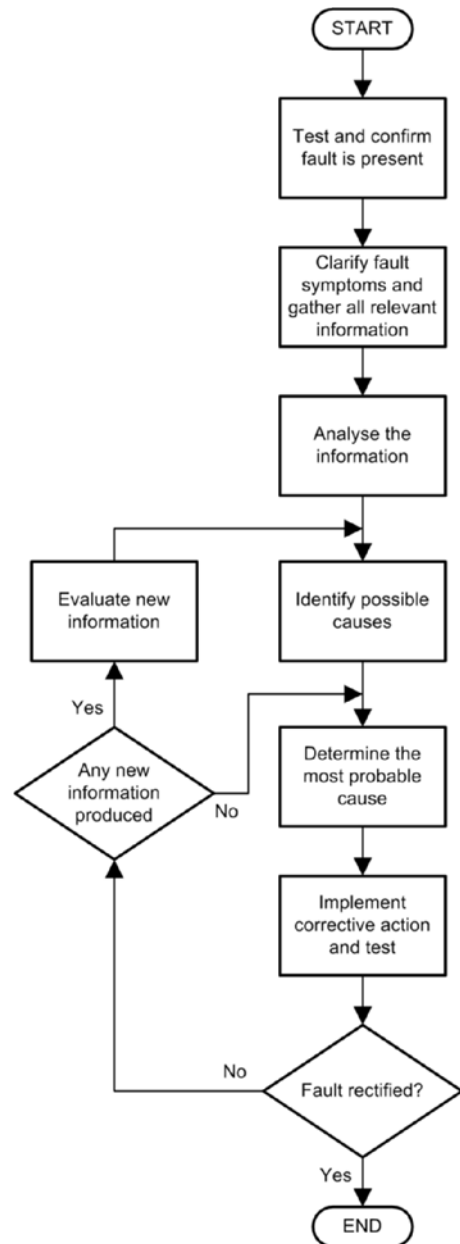 START
Test and confirm
fault is present
Clarify fault
symptoms and
gather all relevant
information
Analyse the
information
Evaluate new
information
Identify possible
causes
Yes
Any new
information
produced
No
Determine the
most probable
cause
Implement
corrective action
and test
No
Fault rectified?
Yes
END